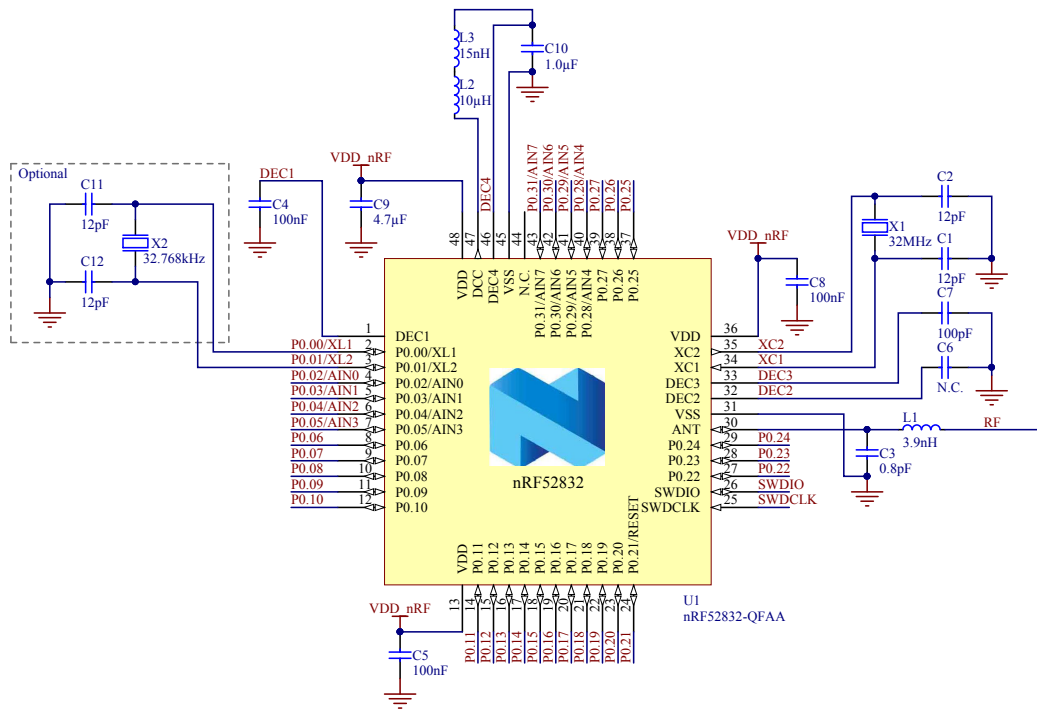 L3
15nH
L2
10µH
C10
1.0µF
DEC4
Optional
C11
12pF
X2
32.768kHz
C12
12pF
DEC1
C4
100nF
VDD_nRF
C9
4.7µF
P0.31/AIN7
P0.30/AIN6
P0.29/AIN5
P0.28/AIN4
P0.27
P0.26
P0.25
48
47
46
45
44
43
42
41
40
39
38
37
VDD
DCC
DEC4
VSS
N.C.
P0.31/AIN7
P0.30/AIN6
P0.29/AIN5
P0.28/AIN4
P0.27
P0.26
P0.25
VDD_nRF
C8
100nF
C2
12pF
X1
32MHz
C1
12pF
C7
100pF
C6
N.C.
P0.00/XL1
P0.01/XL2
P0.02/AIN0
P0.03/AIN1
P0.04/AIN2
P0.05/AIN3
P0.06
P0.07
P0.08
P0.09
P0.10
1
2
3
4
5
6
7
8
9
10
11
12
DEC1
P0.00/XL1
P0.01/XL2
P0.02/AIN0
P0.03/AIN1
P0.04/AIN2
P0.05/AIN3
P0.06
P0.07
P0.08
P0.09
P0.10
nRF52832
VDD
XC2
XC1
DEC3
DEC2
VSS
ANT
P0.24
P0.23
P0.22
SWDIO
SWDCLK
36
35
34
33
32
31
30
29
28
27
26
25
XC2
XC1
DEC3
DEC2
P0.24
P0.23
P0.22
SWDIO
SWDCLK
L1
3.9nH
RF
C3
0.8pF
VDD
P0.11
P0.12
P0.13
P0.14
P0.15
P0.16
P0.17
P0.18
P0.19
P0.20
P0.21/RESET
13
14
15
16
17
18
19
20
21
22
23
24
P0.11
P0.12
P0.13
P0.14
P0.15
P0.16
P0.17
P0.18
P0.19
P0.20
P0.21
U1
nRF52832-QFAA
VDD_nRF
C5
100nF